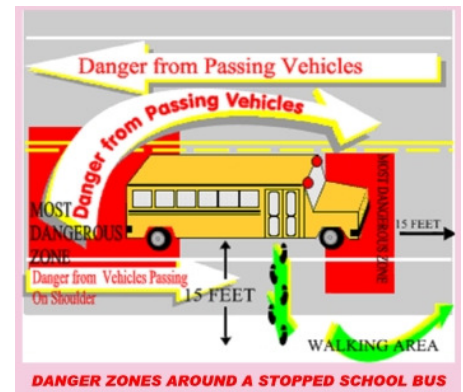 Danger from Passing Vehicles
Danger from Passing Vehicles
MOST
DANGEROUS
ZONE
MOST DANGEROUS ZONE
15 FEET
Danger from Vehicles Passing
On Shoulder
15 FEET
WALKING AREA
DANGER ZONES AROUND A STOPPED SCHOOL BUS